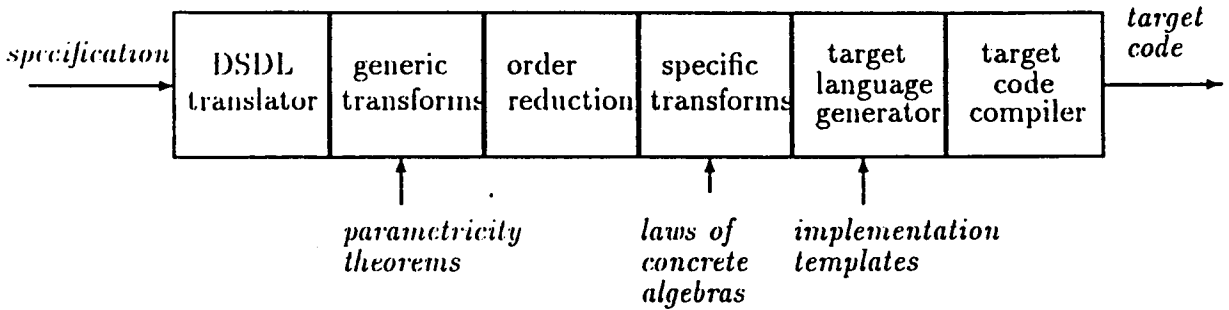 specification
DSDL
translator
generic
transforms
order
reduction
specific
transforms
target
language
generator
target
code
compiler
target
code
parametricity
theorems
laws of
concrete
algebras
implementation
templates